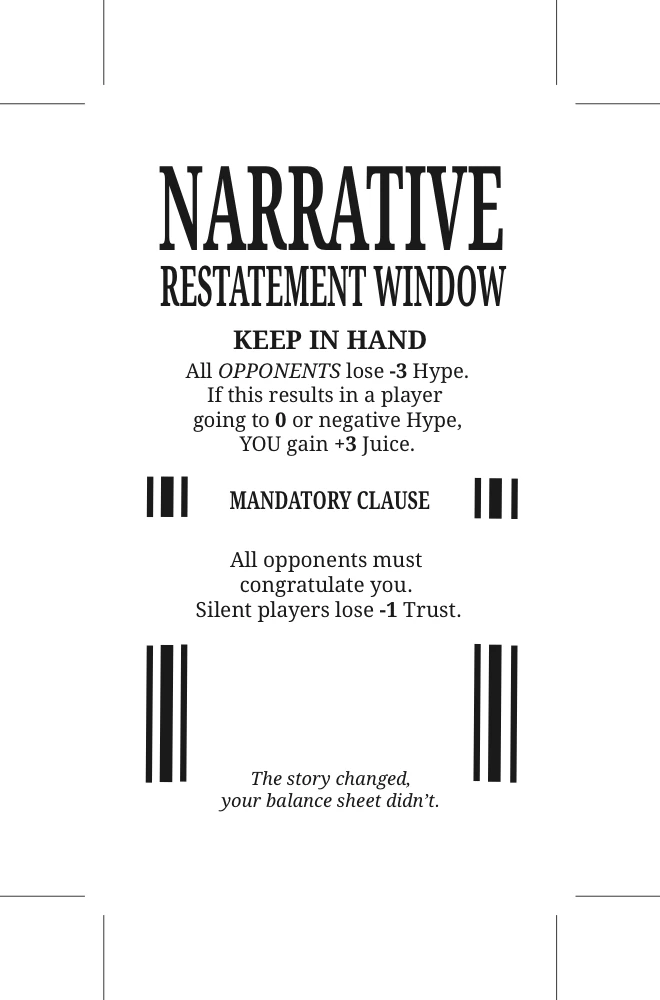 NARRATIVE
RESTATEMENT WINDOW
KEEP IN HAND
All OPPONENTS lose -3 Hype.
If this results in a player
going to 0 or negative Hype,
YOU gain +3 Juice.
MANDATORY CLAUSE
All opponents must
congratulate you.
Silent players lose -1 Trust.
The story changed,
your balance sheet didn’t.